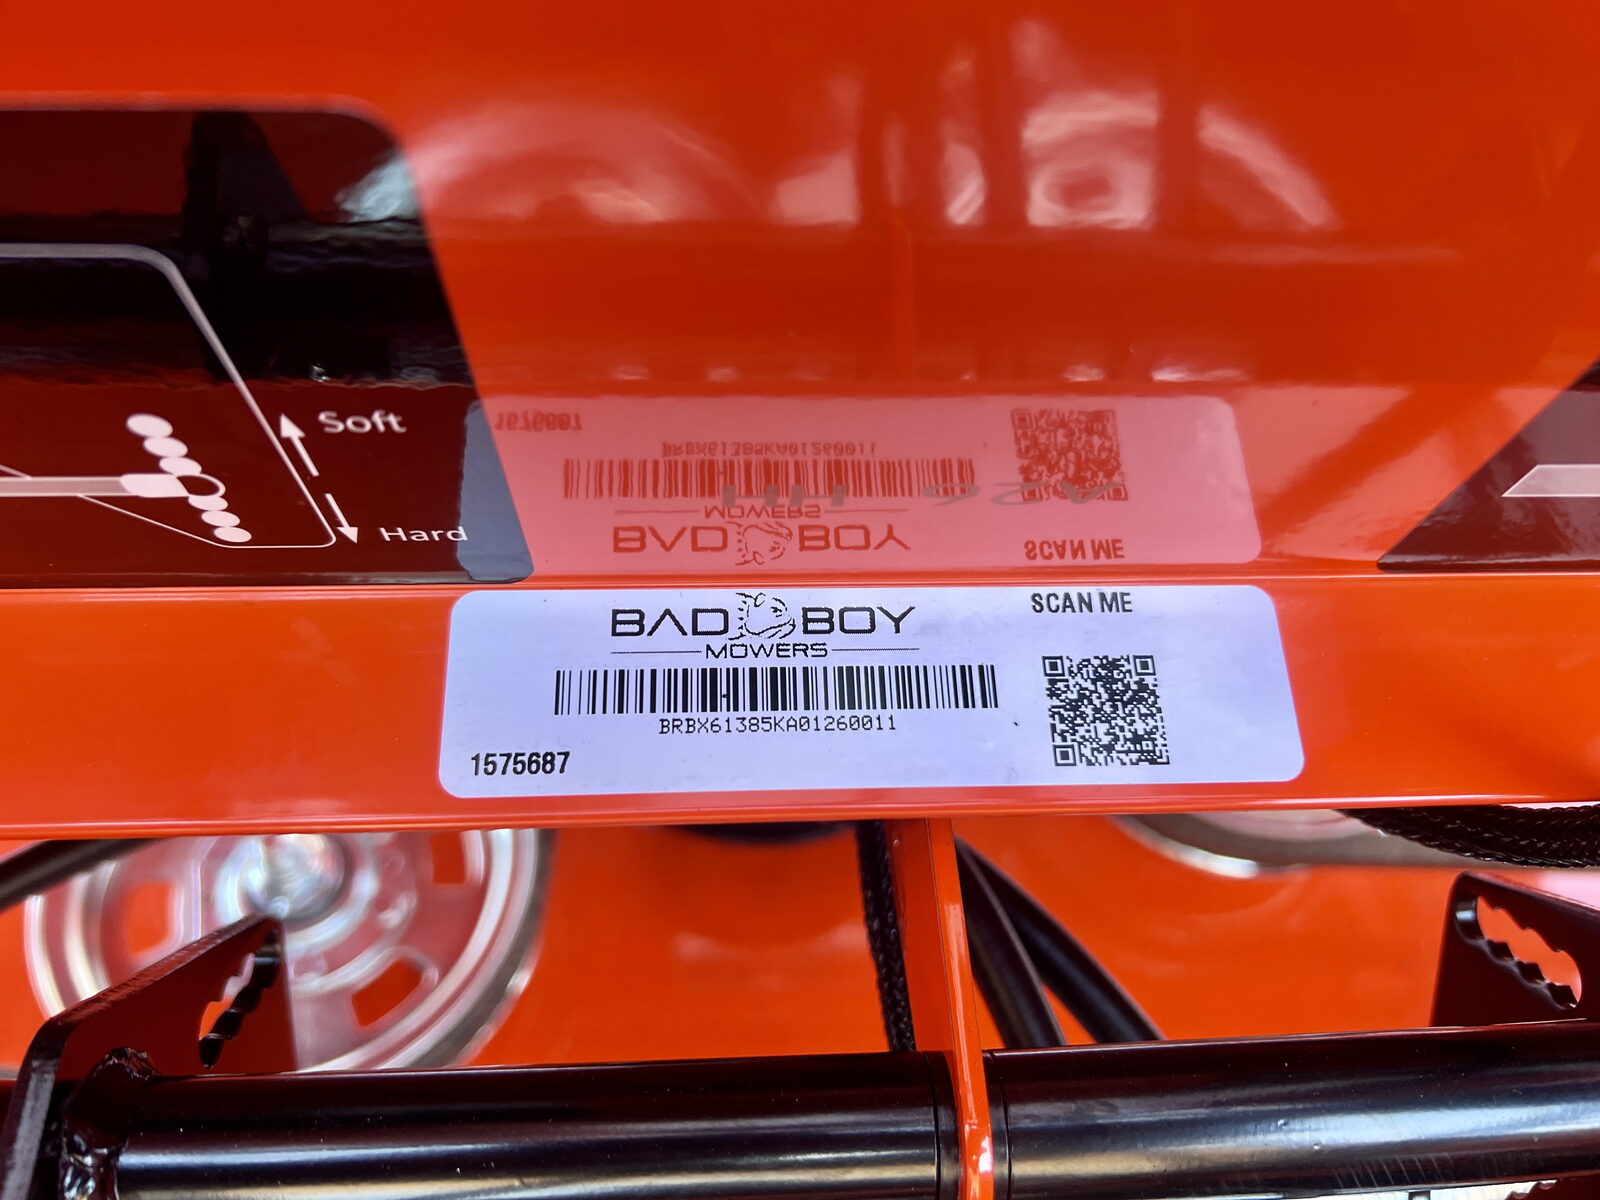 Soft
Hard
BAD BOY
MOWERS
SCAN ME
BRBX61385KA01260011
1575687